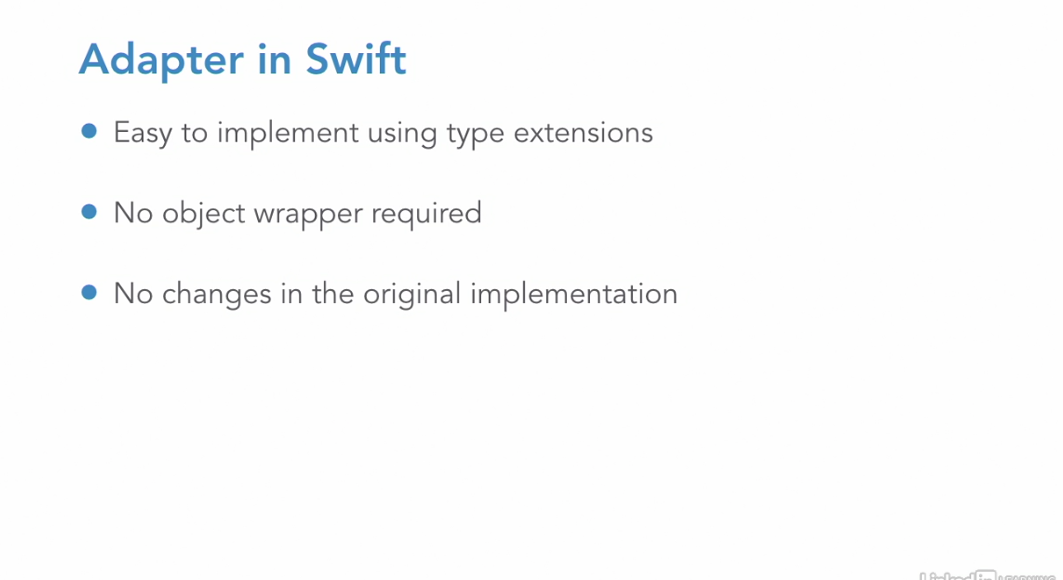 Adapter in Swift
Easy to implement using type extensions
No object wrapper required
No changes in the original implementation